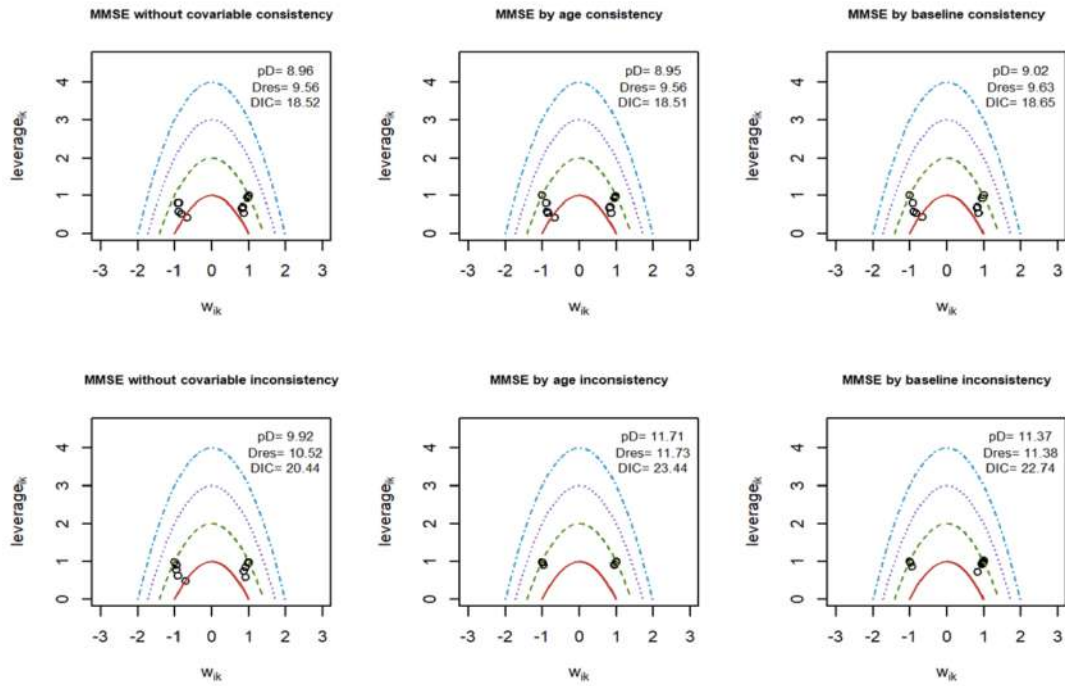 MMSE without covariable consistency
pD= 8.96
Dres= 9.56
DIC= 18.52
leverage_ik
4
3
2
1
0
-3 -2 -1 0 1 2 3
w_ik
MMSE by age consistency
pD= 8.95
Dres= 9.56
DIC= 18.51
leverage_ik
4
3
2
1
0
-3 -2 -1 0 1 2 3
w_ik
MMSE by baseline consistency
pD= 9.02
Dres= 9.63
DIC= 18.65
leverage_ik
4
3
2
1
0
-3 -2 -1 0 1 2 3
w_ik
MMSE without covariable inconsistency
pD= 9.92
Dres= 10.52
DIC= 20.44
leverage_ik
4
3
2
1
0
-3 -2 -1 0 1 2 3
w_ik
MMSE by age inconsistency
pD= 11.71
Dres= 11.73
DIC= 23.44
leverage_ik
4
3
2
1
0
-3 -2 -1 0 1 2 3
w_ik
MMSE by baseline inconsistency
pD= 11.37
Dres= 11.38
DIC= 22.74
leverage_ik
4
3
2
1
0
-3 -2 -1 0 1 2 3
w_ik